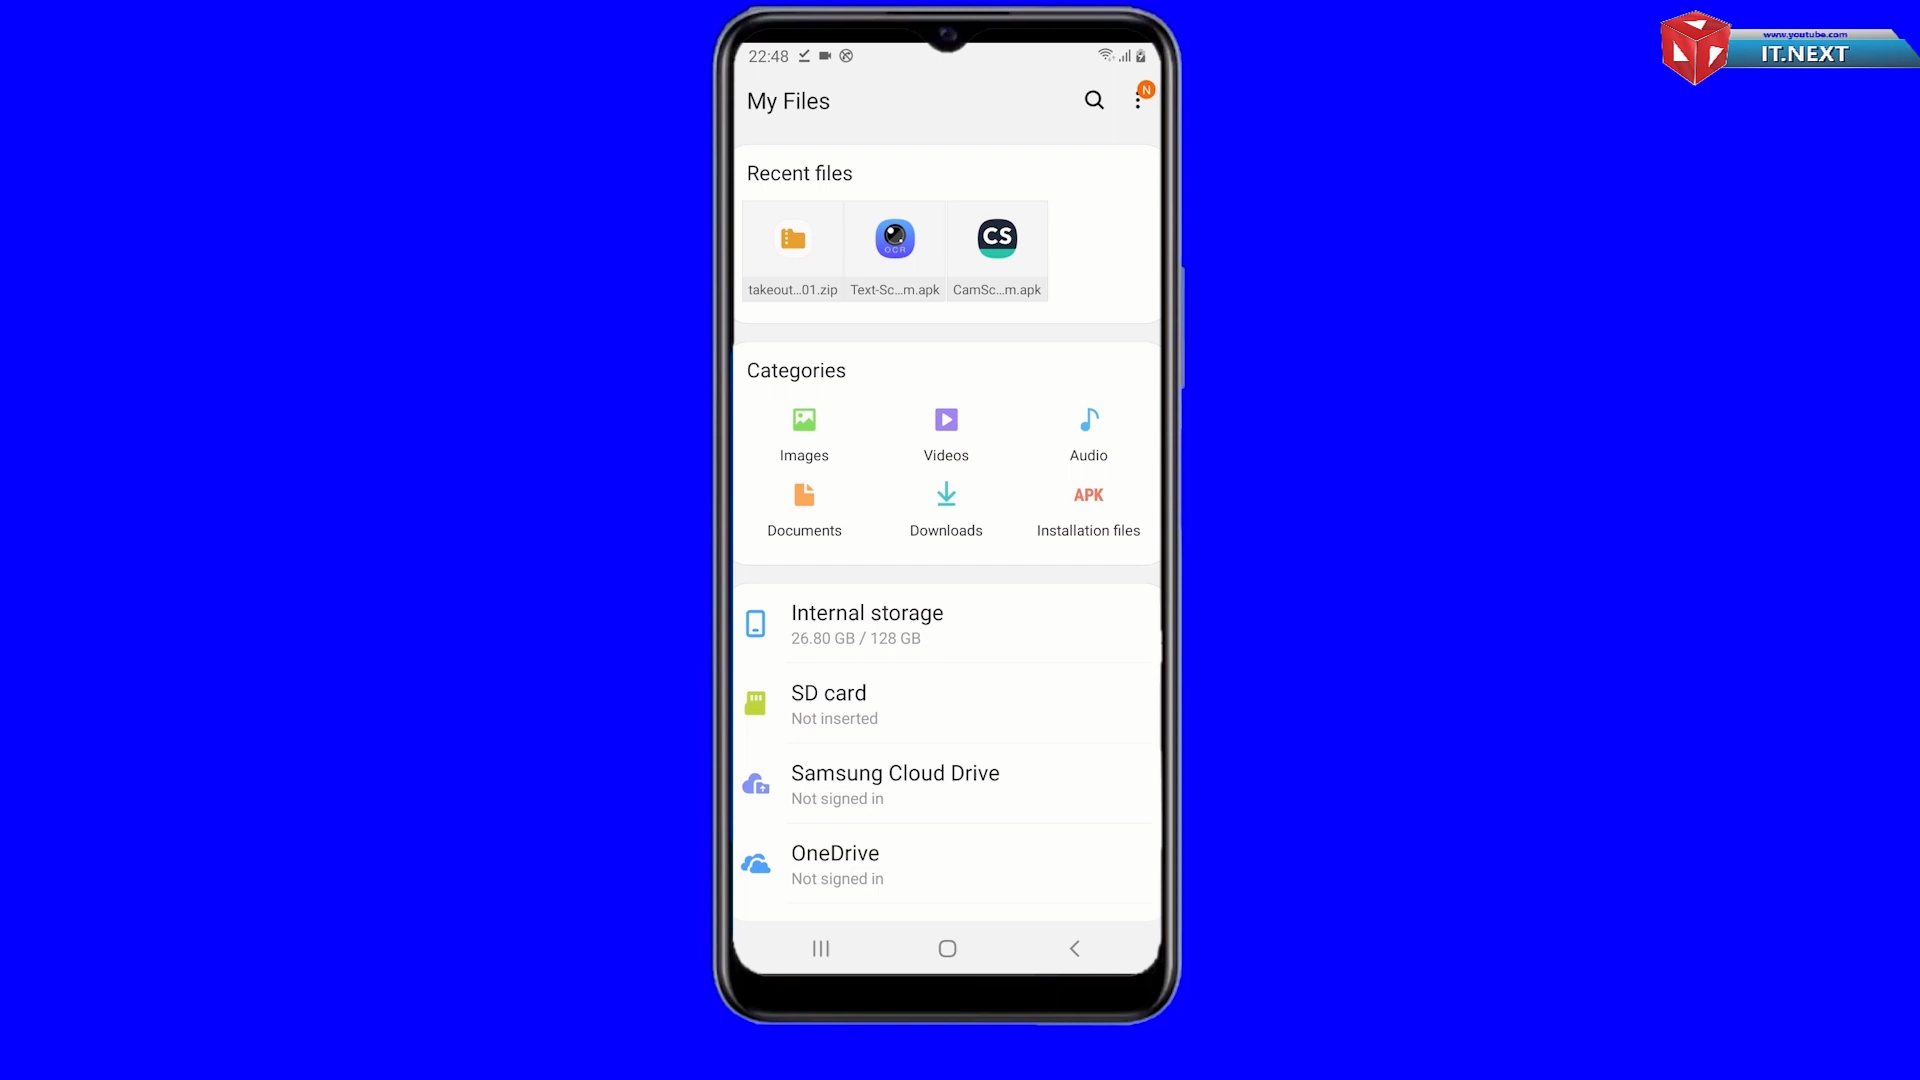 www.youtube.com
IT.NEXT
22:48
My Files
N
Recent files
OCR
CS
takeout...01.zip
Text-Sc...m.apk
CamSc...m.apk
Categories
Images
Videos
Audio
APK
Documents
Downloads
Installation files
Internal storage
26.80 GB / 128 GB
SD card
Not inserted
Samsung Cloud Drive
Not signed in
OneDrive
Not signed in